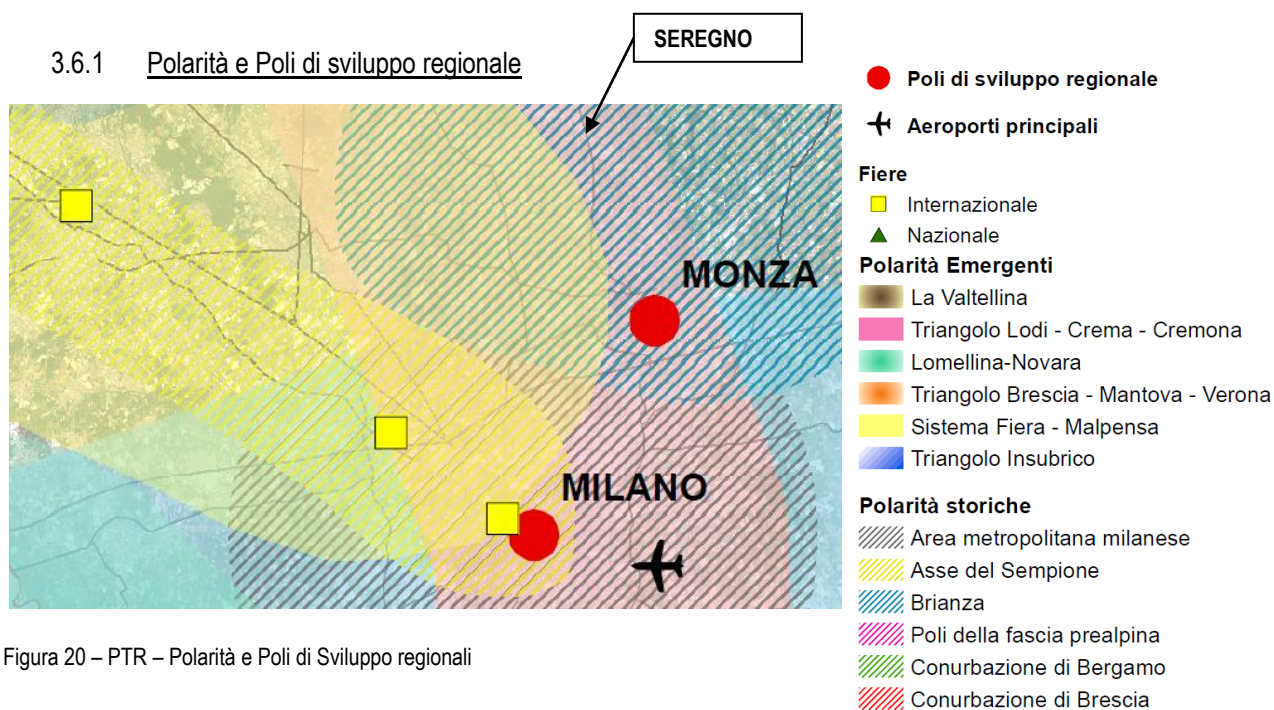 SEREGNO
3.6.1 Polarità e Poli di sviluppo regionale
MONZA
MILANO
Poli di sviluppo regionale
Aeroporti principali
Fiere
Internazionale
Nazionale
Polarità Emergenti
La Valtellina
Triangolo Lodi - Crema - Cremona
Lomellina-Novara
Triangolo Brescia - Mantova - Verona
Sistema Fiera - Malpensa
Triangolo Insubrico
Polarità storiche
Area metropolitana milanese
Asse del Sempione
Brianza
Poli della fascia prealpina
Conurbazione di Bergamo
Conurbazione di Brescia
Figura 20 – PTR – Polarità e Poli di Sviluppo regionali